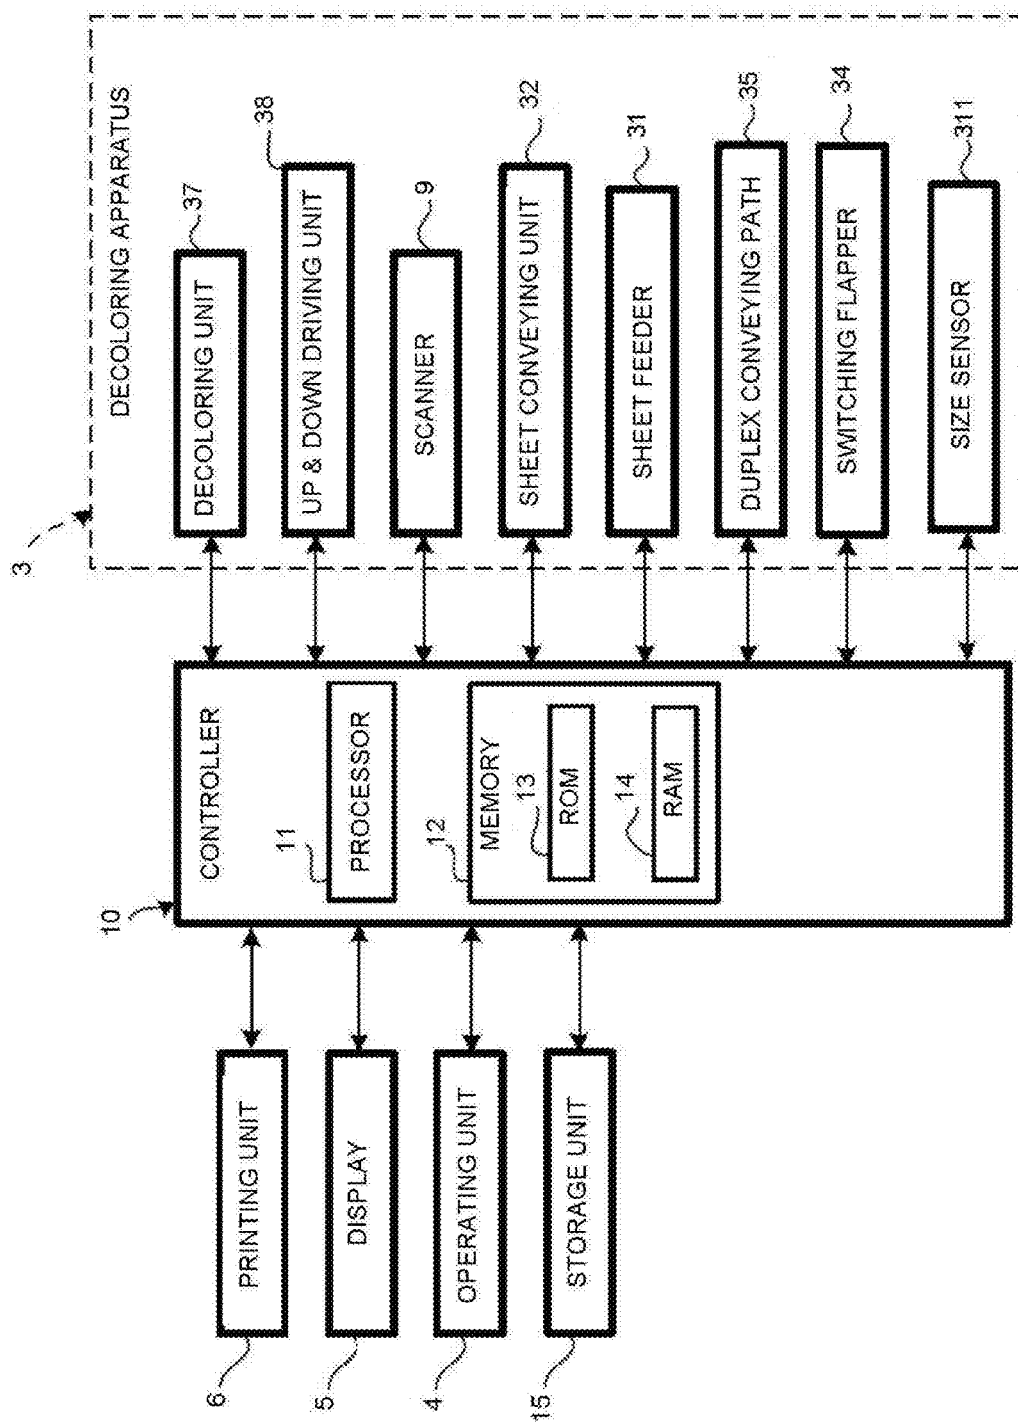 3
DECOLORING APPARATUS
10
CONTROLLER
6
PRINTING UNIT
5
DISPLAY
4
OPERATING UNIT
15
STORAGE UNIT
11
PROCESSOR
12
MEMORY
13
ROM
14
RAM
DECOLORING UNIT
37
UP & DOWN DRIVING UNIT
38
SCANNER
9
SHEET CONVEYING UNIT
32
SHEET FEEDER
31
DUPLEX CONVEYING PATH
35
SWITCHING FLAPPER
34
SIZE SENSOR
311